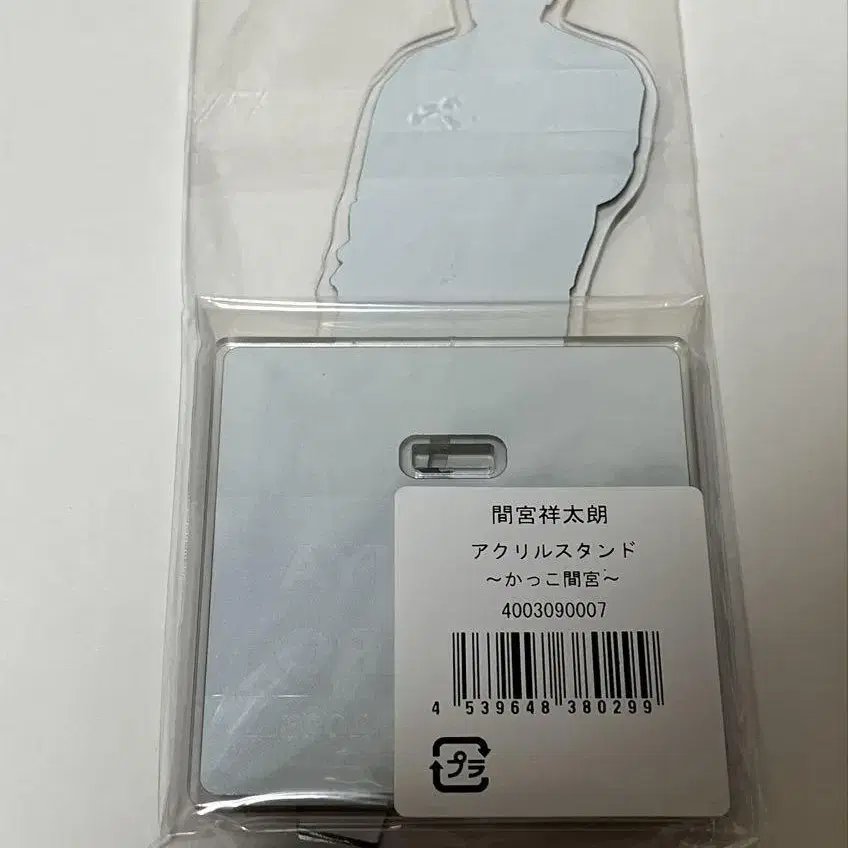 間宮祥太朗
アクリルスタンド
～かっこ間宮～
4003090007
4 539648 380299
プラ